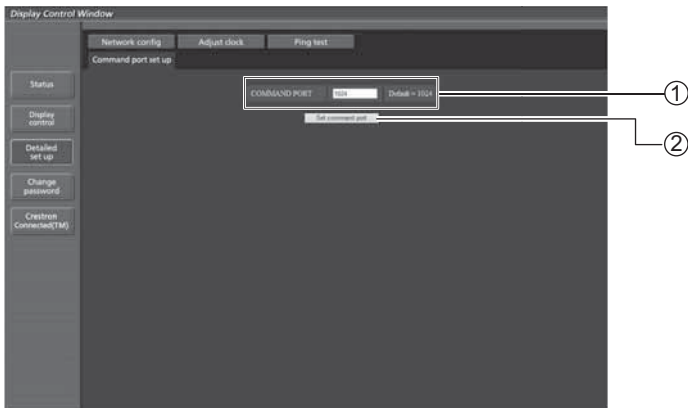 Display Control Window
Network config Adjust clock Ping test
Command port set up
Status
COMMAND PORT 1024 Default = 1024 ①
Set command port ②
Display
control
Detailed
set up
Change
password
Crestron
Connected(TM)